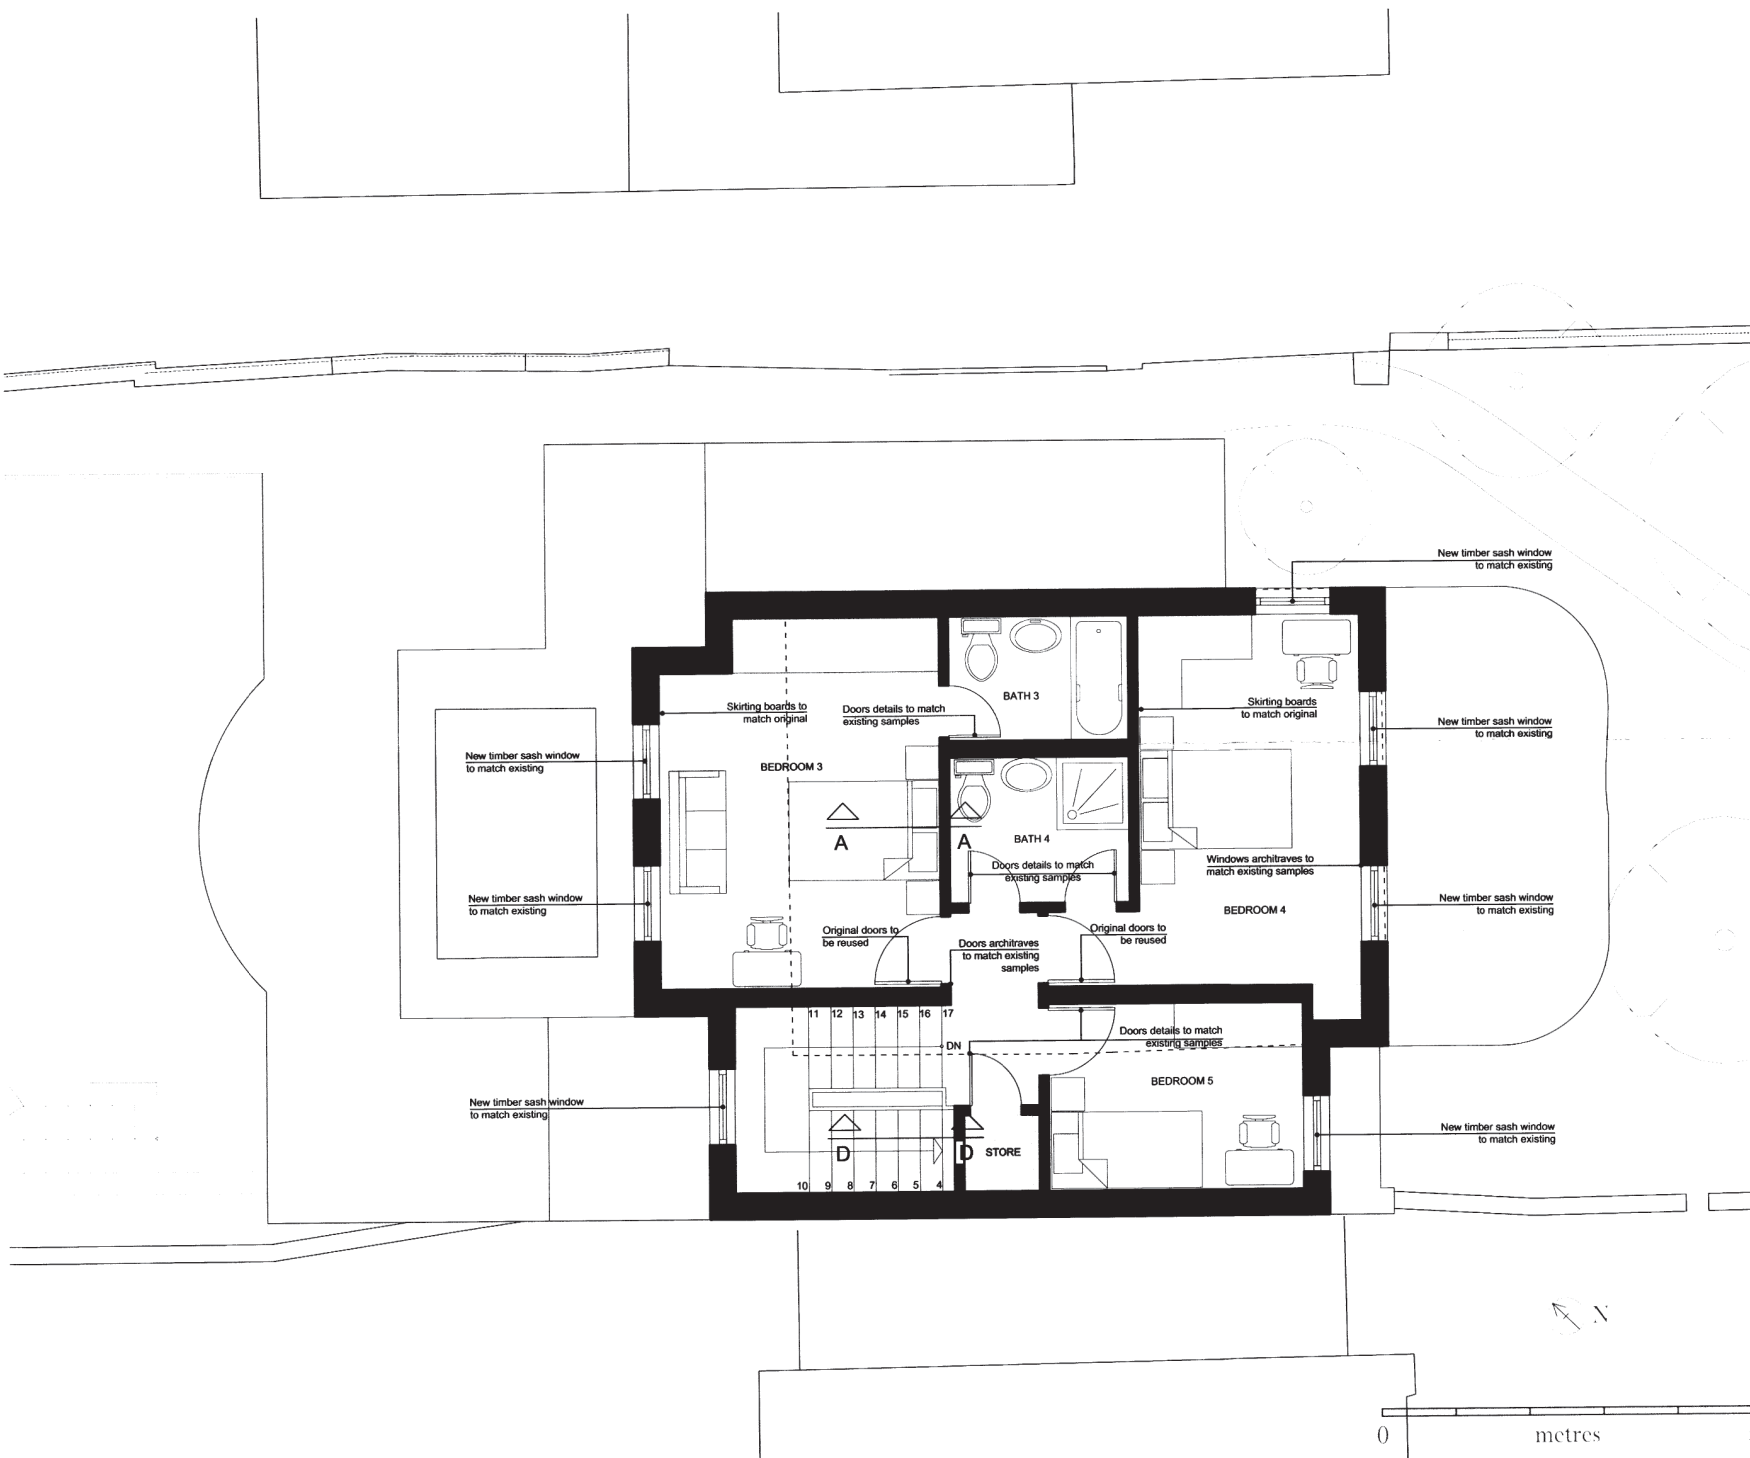 New timber sash window
to match existing
BATH 3
Skirting boards to
match original
Doors details to match
existing samples
Skirting boards
to match original
New timber sash window
to match existing
New timber sash window
to match existing
BEDROOM 3
A
A
BATH 4
Doors details to match
existing samples
Windows architraves to
match existing samples
New timber sash window
to match existing
New timber sash window
to match existing
BEDROOM 4
Original doors to
be reused
Doors architraves
to match existing
samples
Original doors to
be reused
11 12 13 14 15 16 17
DN
Doors details to match
existing samples
BEDROOM 5
New timber sash window
to match existing
New timber sash window
to match existing
D
D
STORE
10 9 8 7 6 5 4
N
0 metres